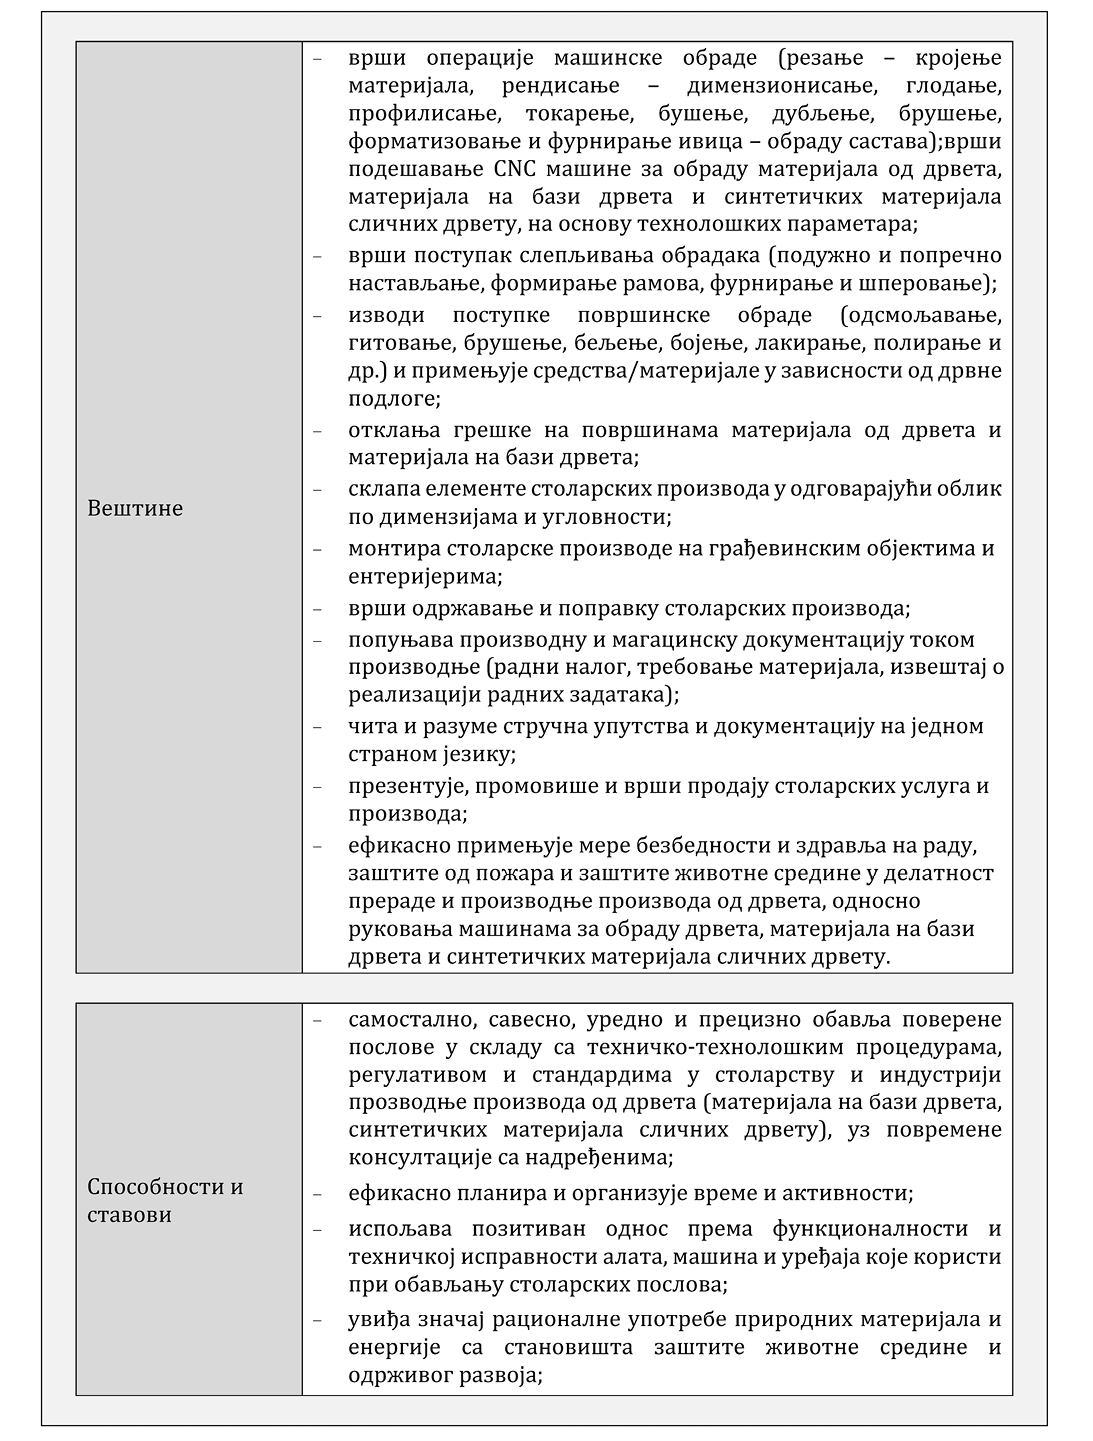 Вештине
– врши операције машинске обраде (резање – кројење
материјала, рендисање – димензионисање, глодање,
профилисање, токарење, бушење, дубљење, брушење,
форматизовање и фурнирање ивица – обраду састава);врши
подешавање CNC машине за обраду материјала од дрвета,
материјала на бази дрвета и синтетичких материјала
сличних дрвету, на основу технолошких параметара;
– врши поступак слепљивања обрадака (подужно и попречно
настављање, формирање рамова, фурнирање и шперовање);
– изводи поступке површинске обраде (одсмољавање,
гитовање, брушење, бељење, бојење, лакирање, полирање и
др.) и примењује средства/материјале у зависности од дрвне
подлоге;
– отклања грешке на површинама материјала од дрвета и
материјала на бази дрвета;
– склапа елементе столарских производа у одговарајући облик
по димензијама и угловности;
– монтира столарске производе на грађевинским објектима и
ентеријерима;
– врши одржавање и поправку столарских производа;
– попуњава производну и магацинску документацију током
производње (радни налог, требовање материјала, извештај о
реализацији радних задатака);
– чита и разуме стручна упутства и документацију на једном
страном језику;
– презентује, промовише и врши продају столарских услуга и
производа;
– ефикасно примењује мере безбедности и здравља на раду,
заштите од пожара и заштите животне средине у делатност
прераде и производње производа од дрвета, односно
руковања машинама за обраду дрвета, материјала на бази
дрвета и синтетичких материјала сличних дрвету.
Способности и
ставови
– самостално, савесно, уредно и прецизно обавља поверене
послове у складу са техничко-технолошким процедурама,
регулативом и стандардима у столарству и индустрији
прозводње производа од дрвета (материјала на бази дрвета,
синтетичких материјала сличних дрвету), уз повремене
консултације са надређенима;
– ефикасно планира и организује време и активности;
– испољава позитиван однос према функционалности и
техничкој исправности алата, машина и уређаја које користи
при обављању столарских послова;
– увиђа значај рационалне употребе природних материјала и
енергије са становишта заштите животне средине и
одрживог развоја;